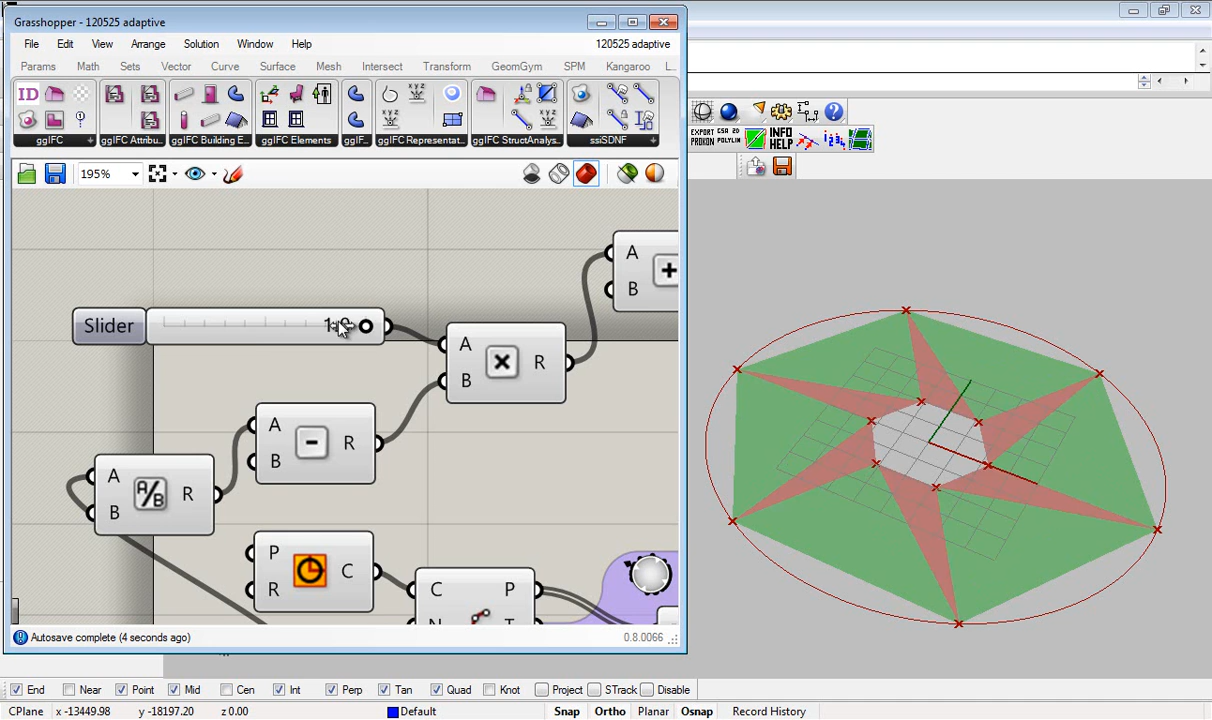 Grasshopper - 120525 adaptive
File Edit View Arrange Solution Window Help 120525 adaptive
Params Math Sets Vector Curve Surface Mesh Intersect Transform GeomGym SPM Kangaroo L..
ID
ggIFC ggIFC Attribu.. ggIFC Building E... ggIFC Elements ggIF.. ggIFC Representat.. ggIFC StructAnalys.. ssiSDNF
EXPORT PROKON CSR 2D POLYLIN INFO HELP
195%
A
B
Slider
A
B R
A
B R
A
B R
P
R C
C P
N T
Autosave complete (4 seconds ago) 0.8.0066
End Near Point Mid Cen Int Perp Tan Quad Knot Project STrack Disable
CPlane x -13449.98 y -18197.20 z 0.00 Default Snap Ortho Planar Osnap Record History